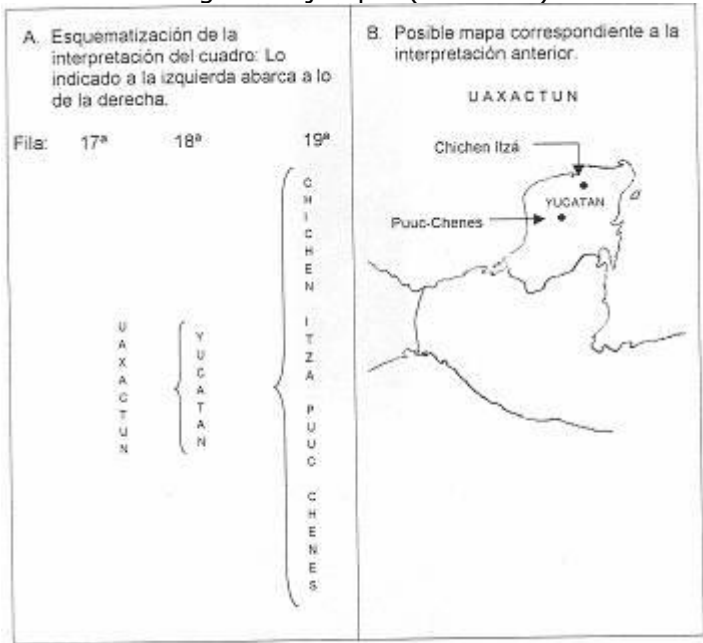 A. Esquematización de la
interpretación del cuadro: Lo
indicado a la izquierda abarca a lo
de la derecha.
Fila: 17ª 18ª 19ª
UAXACTUN
YUCATAN
CHICHEN ITZA PUUC CHENES
B. Posible mapa correspondiente a la
interpretación anterior.
UAXACTUN
Chichen Itzá
YUCATAN
Puuc-Chenes